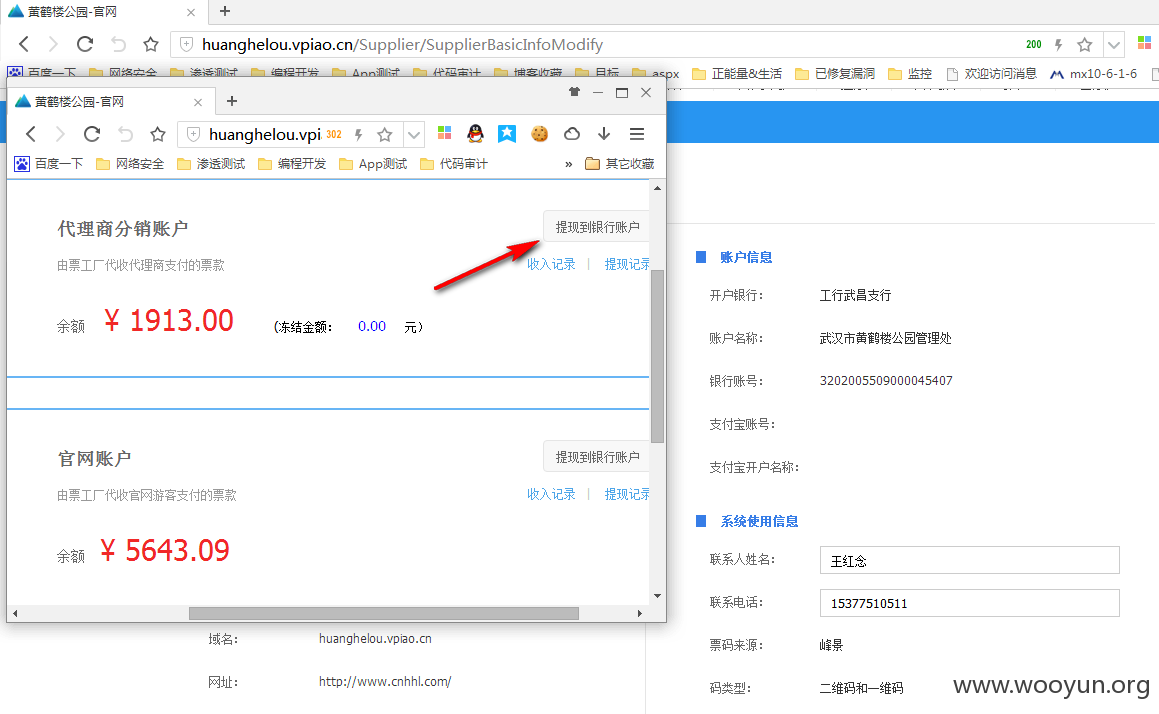 黄鹤楼公园-官网
huanghelou.vpiao.cn/Supplier/SupplierBasicInfoModify
200
百度一下 网络安全 渗透测试 编程开发 App测试 代码审计 博客收藏 目标 aspx 正能量&生活 已修复漏洞 监控 欢迎访问消息 mx10-6-1-6
黄鹤楼公园-官网
huanghelou.vpi 302
百度一下 网络安全 渗透测试 编程开发 App测试 代码审计 » 其它收藏
代理商分销账户
提现到银行账户
由票工厂代收代理商支付的票款
收入记录 | 提现记录
余额 ¥ 1913.00 (冻结金额: 0.00 元)
官网账户
提现到银行账户
由票工厂代收官网游客支付的票款
收入记录 | 提现记录
余额 ¥ 5643.09
域名: huanghelou.vpiao.cn
网址: http://www.cnhhl.com/
账户信息
开户银行: 工行武昌支行
账户名称: 武汉市黄鹤楼公园管理处
银行账号: 3202005509000045407
支付宝账号:
支付宝开户名称:
系统使用信息
联系人姓名: 王红念
联系电话: 15377510511
票码来源: 峰景
码类型: 二维码和一维码
www.wooyun.org